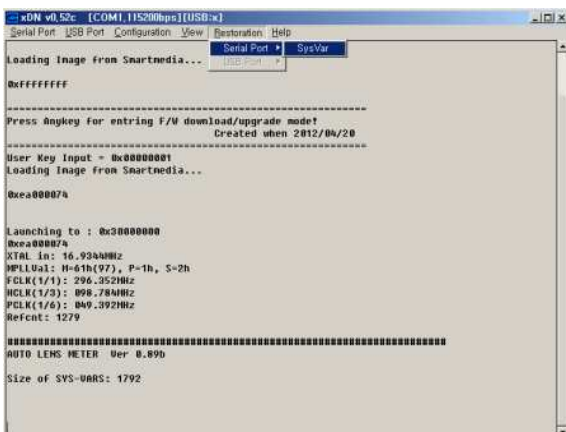 xDN v0.52c [COM1,115200bps][USB:x]
Serial Port USB Port Configuration View Restoration Help
Serial Port SysVar
USB Port
Loading Image from Smartmedia...
0xffffffff
-----------------------------------------------------------------
Press Anykey for entring F/W download/upgrade mode!
Created when 2012/04/20
-----------------------------------------------------------------
User Key Input = 0x00000001
Loading Image from Smartmedia...
0xea000074
Launching to : 0x30000000
0xea000074
XTAL in: 16.9344MHz
MPLLVal: M=61h(97), P=1h, S=2h
FCLK(1/1): 296.352MHz
HCLK(1/3): 098.784MHz
PCLK(1/6): 049.392MHz
Refcnt: 1279
AUTO LENS METER Ver 0.89b
Size of SYS-VARS: 1792